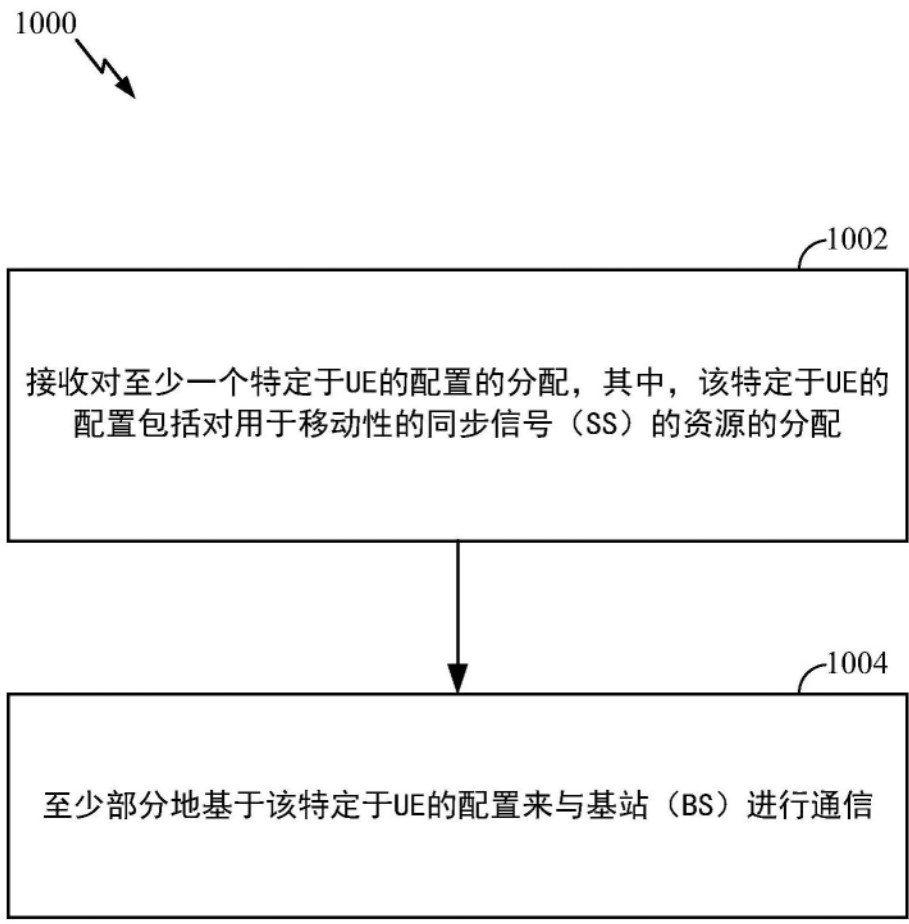 1000
1002
接收对至少一个特定于UE的配置的分配，其中，该特定于UE的
配置包括对用于移动性的同步信号（SS）的资源的分配
1004
至少部分地基于该特定于UE的配置来与基站（BS）进行通信